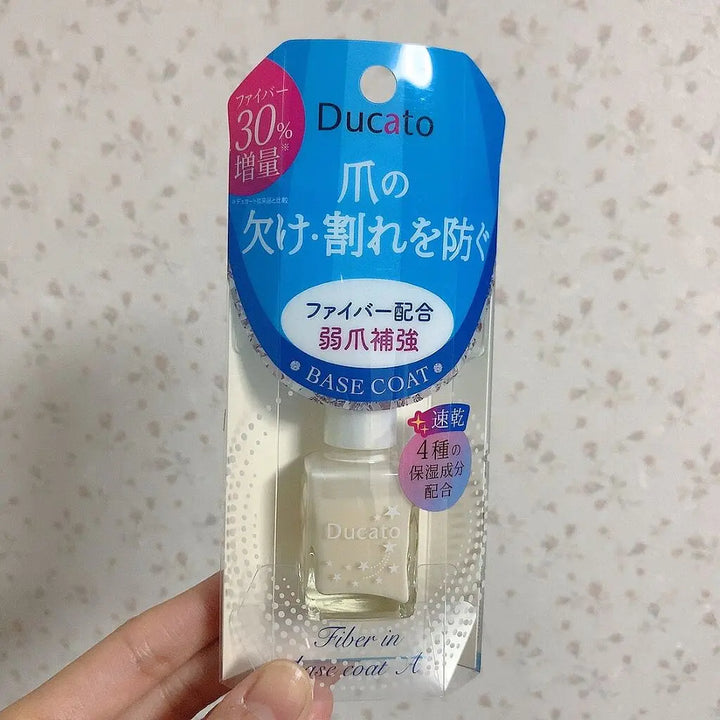 ファイバー
30%※
増量
※デュカート従来品と比較
Ducato
爪の
欠け・割れを防ぐ
ファイバー配合
弱爪補強
BASE COAT
速乾
4種の
保湿成分
配合
Ducato
Fiber in
base coat A